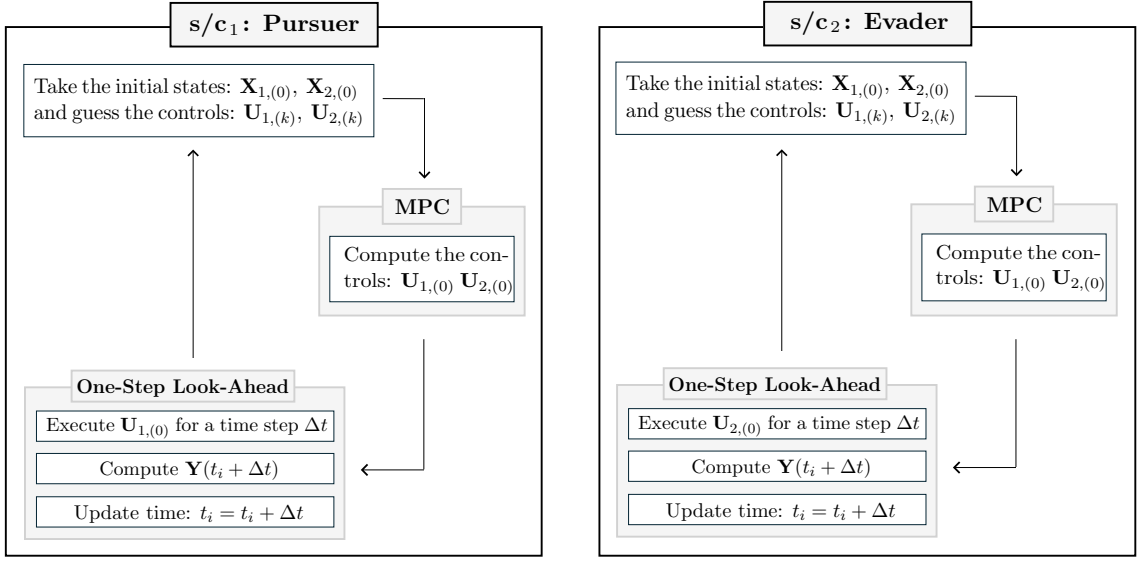 s/c₁: Pursuer
Take the initial states: X₁,₍₀₎, X₂,₍₀₎
and guess the controls: U₁,₍ₖ₎, U₂,₍ₖ₎
MPC
Compute the con-
trols: U₁,₍₀₎ U₂,₍₀₎
One-Step Look-Ahead
Execute U₁,₍₀₎ for a time step Δt
Compute Y(tᵢ + Δt)
Update time: tᵢ = tᵢ + Δt
s/c₂: Evader
Take the initial states: X₁,₍₀₎, X₂,₍₀₎
and guess the controls: U₁,₍ₖ₎, U₂,₍ₖ₎
MPC
Compute the con-
trols: U₁,₍₀₎ U₂,₍₀₎
One-Step Look-Ahead
Execute U₂,₍₀₎ for a time step Δt
Compute Y(tᵢ + Δt)
Update time: tᵢ = tᵢ + Δt